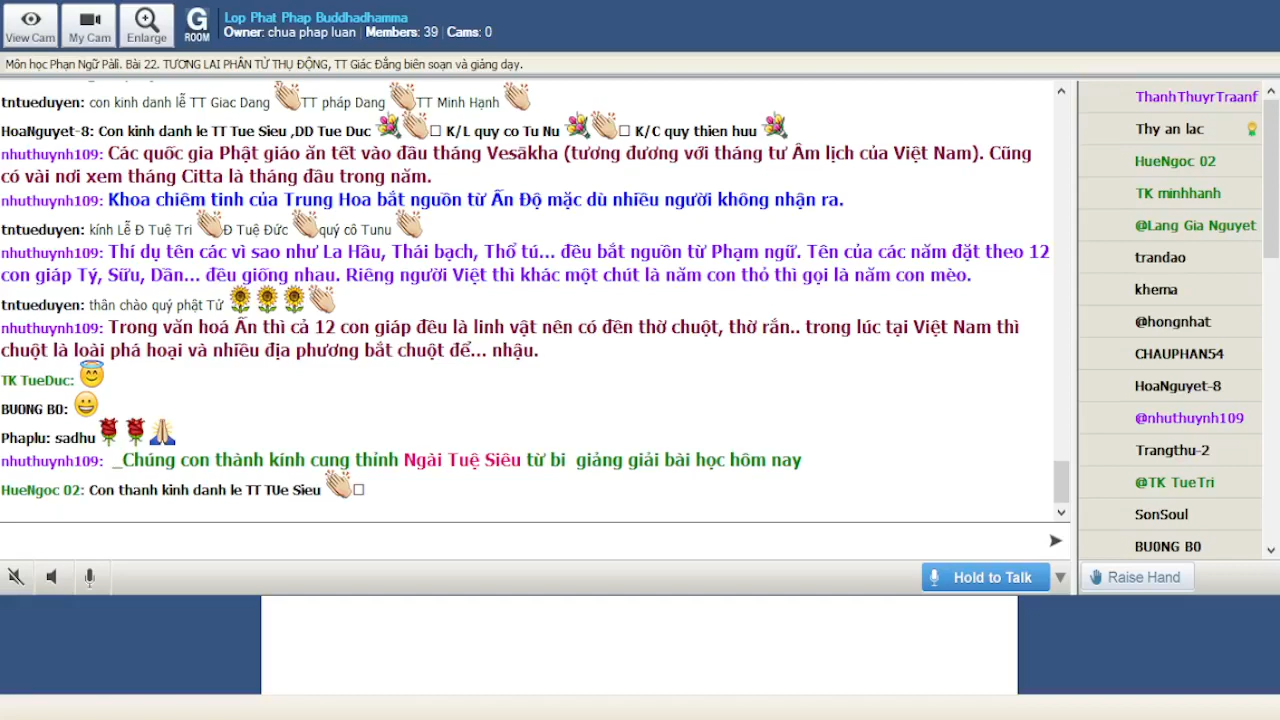 View Cam
My Cam
Enlarge
G
ROOM
Lop Phat Phap Buddhadhamma
Owner: chua phap luan | Members: 39 | Cams: 0
Môn học Phạn Ngữ Pàli. Bài 22. TƯƠNG LAI PHÂN TỪ THỤ ĐỘNG, TT Giác Đẳng biên soạn và giảng dạy.
tntueduyen: con kinh danh lễ TT Giac Dang 👏TT pháp Dang 👏TT Minh Hạnh 👏
HoaNguyet-8: Con kinh danh le TT Tue Sieu ,DD Tue Duc 💐👏□ K/L quy co Tu Nu 💐👏□ K/C quy thien huu 💐
nhuthuynh109: Các quốc gia Phật giáo ăn tết vào đầu tháng Vesākha (tương đương với tháng tư Âm lịch của Việt Nam). Cũng
có vài nơi xem tháng Citta là tháng đầu trong năm.
nhuthuynh109: Khoa chiêm tinh của Trung Hoa bắt nguồn từ Ấn Độ mặc dù nhiều người không nhận ra.
tntueduyen: kính Lễ Đ Tuệ Tri 👏Đ Tuệ Đức 👏quý cô Tunu 👏
nhuthuynh109: Thí dụ tên các vì sao như La Hầu, Thái bạch, Thổ tú... đều bắt nguồn từ Phạm ngữ. Tên của các năm đặt theo 12
con giáp Tý, Sửu, Dần... đều giống nhau. Riêng người Việt thì khác một chút là năm con thỏ thì gọi là năm con mèo.
tntueduyen: thân chào quý phật Tử 🌻🌻🌻👏
nhuthuynh109: Trong văn hoá Ấn thì cả 12 con giáp đều là linh vật nên có đền thờ chuột, thờ rắn.. trong lúc tại Việt Nam thì
chuột là loài phá hoại và nhiều địa phương bắt chuột để... nhậu.
TK TueDuc: 😇
BUONG BO: 😀
Phaplu: sadhu🌹🌹🙏
nhuthuynh109: _Chúng con thành kính cung thỉnh Ngài Tuệ Siêu từ bi giảng giải bài học hôm nay
HueNgoc 02: Con thanh kinh danh le TT TUe Sieu 👏□
Hold to Talk
ThanhThuyrTraanf
Thy an lac
HueNgoc 02
TK minhhanh
@Lang Gia Nguyet
trandao
khema
@hongnhat
CHAUPHAN54
HoaNguyet-8
@nhuthuynh109
Trangthu-2
@TK TueTri
SonSoul
BUONG BO
Raise Hand